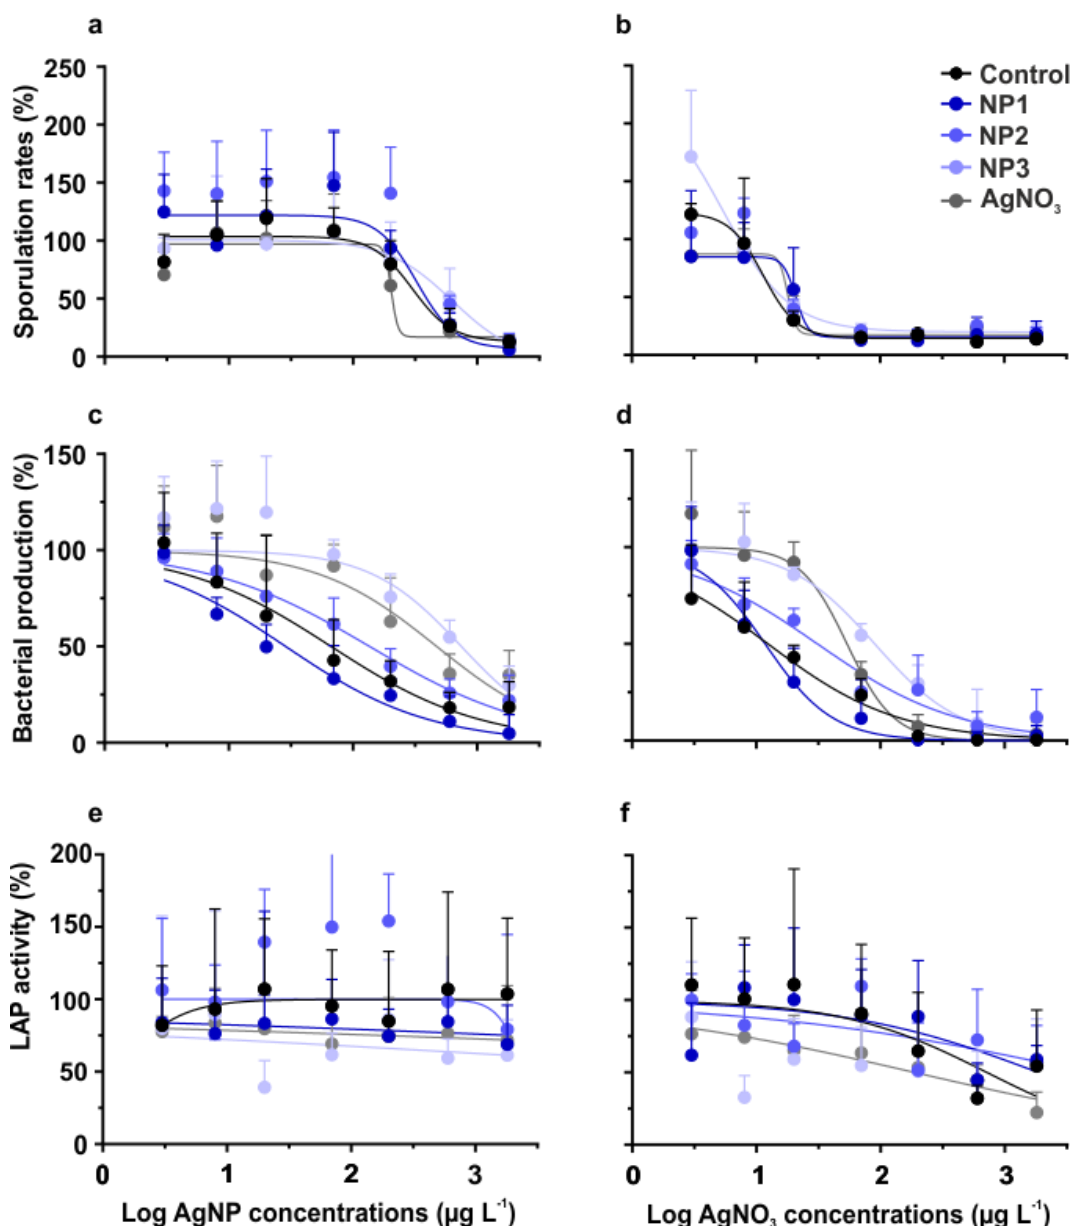 a
b
250
200
150
100
50
0
Sporulation rates (%)
Control
NP1
NP2
NP3
AgNO₃
c
d
150
100
50
0
Bacterial production (%)
e
f
200
150
100
50
0
LAP activity (%)
0 1 2 3
0 1 2 3
Log AgNP concentrations (µg L⁻¹)
Log AgNO₃ concentrations (µg L⁻¹)